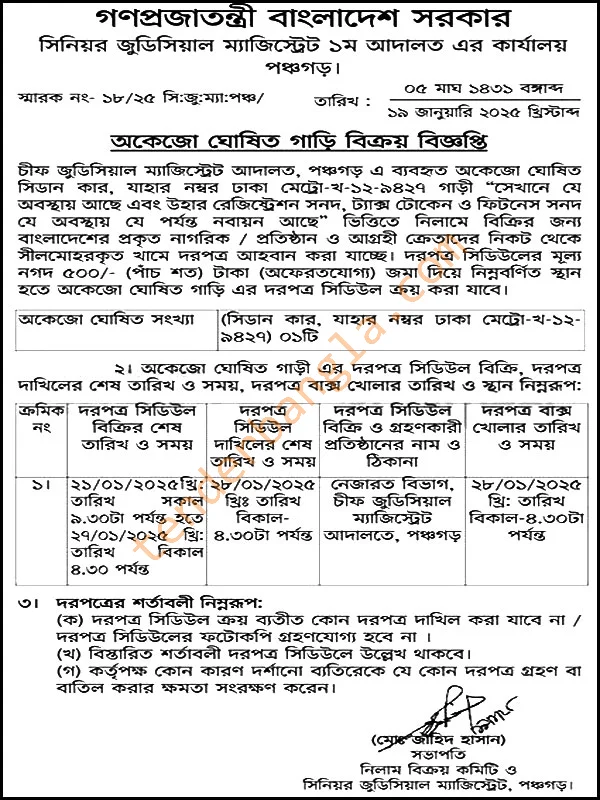 গণপ্রজাতন্ত্রী বাংলাদেশ সরকার
সিনিয়র জুডিসিয়াল ম্যাজিস্ট্রেট ১ম আদালত এর কার্যালয়
পঞ্চগড়।
স্মারক নং- ১৮/২৫ সি:জু:ম্যা:পঞ্চ/
তারিখ :
০৫ মাঘ ১৪৩১ বঙ্গাব্দ
১৯ জানুয়ারি ২০২৫ খ্রিস্টাব্দ
অকেজো ঘোষিত গাড়ি বিক্রয় বিজ্ঞপ্তি
চীফ জুডিসিয়াল ম্যাজিস্ট্রেট আদালত, পঞ্চগড় এ ব্যবহৃত অকেজো ঘোষিত
সিডান কার, যাহার নম্বর ঢাকা মেট্রো-খ-১২-৯৪২৭ গাড়ী “সেখানে যে
অবস্থায় আছে এবং উহার রেজিস্ট্রেশন সনদ, ট্যাক্স টোকেন ও ফিটনেস সনদ
যে অবস্থায় যে পর্যন্ত নবায়ন আছে” ভিত্তিতে নিলামে বিক্রির জন্য
বাংলাদেশের প্রকৃত নাগরিক / প্রতিষ্ঠান ও আগ্রহী ক্রেতাদের নিকট থেকে
সীলমোহরকৃত খামে দরপত্র আহবান করা যাচ্ছে। দরপত্র সিডিউলের মূল্য
নগদ ৫০০/- (পাঁচ শত) টাকা (অফেরতযোগ্য) জমা দিয়ে নিম্নবর্ণিত স্থান
হতে অকেজো ঘোষিত গাড়ি এর দরপত্র সিডিউল ক্রয় করা যাবে।
অকেজো ঘোষিত সংখ্যা
(সিডান কার, যাহার নম্বর ঢাকা মেট্রো-খ-১২-
৯৪২৭) ০১টি
২। অকেজো ঘোষিত গাড়ী এর দরপত্র সিডিউল বিক্রি, দরপত্র
দাখিলের শেষ তারিখ ও সময়, দরপত্র বাক্স খোলার তারিখ ও স্থান নিম্নরূপ:
ক্রমিক
নং
দরপত্র সিডিউল
বিক্রির শেষ
তারিখ ও সময়
দরপত্র
সিডিউল
দাখিলের শেষ
তারিখ ও সময়
দরপত্র সিডিউল
বিক্রি ও গ্রহণকারী
প্রতিষ্ঠানের নাম ও
ঠিকানা
দরপত্র বাক্স
খোলার তারিখ
ও সময়
১।
২১/০১/২০২৫খ্রি:
তারিখ সকাল
৯.৩০টা পর্যন্ত হতে
২৭/০১/২০২৫ খ্রি:
তারিখ বিকাল
৪.৩০ পর্যন্ত
২৮/০১/২০২৫
খ্রিঃ তারিখ
বিকাল-
৪.৩০টা
পর্যন্ত
নেজারত বিভাগ,
চীফ জুডিসিয়াল
ম্যাজিস্ট্রেট
আদালতে, পঞ্চগড়
২৮/০১/২০২৫
খ্রি: তারিখ
বিকাল-৪.৩০টা
পর্যন্ত
৩। দরপত্রের শর্তাবলী নিম্নরূপ:
(ক) দরপত্র সিডিউল ক্রয় ব্যতীত কোন দরপত্র দাখিল করা যাবে না /
দরপত্র সিডিউলের ফটোকপি গ্রহণযোগ্য হবে না ।
(খ) বিস্তারিত শর্তাবলী দরপত্র সিডিউলে উল্লেখ থাকবে।
(গ) কর্তৃপক্ষ কোন কারণ দর্শানো ব্যতিরেকে যে কোন দরপত্র গ্রহণ বা
বাতিল করার ক্ষমতা সংরক্ষণ করেন।
(মোঃ জাহিদ হাসান)
সভাপতি
নিলাম বিক্রয় কমিটি ও
সিনিয়র জুডিসিয়াল ম্যাজিস্ট্রেট, পঞ্চগড়।
tenderbangla.com